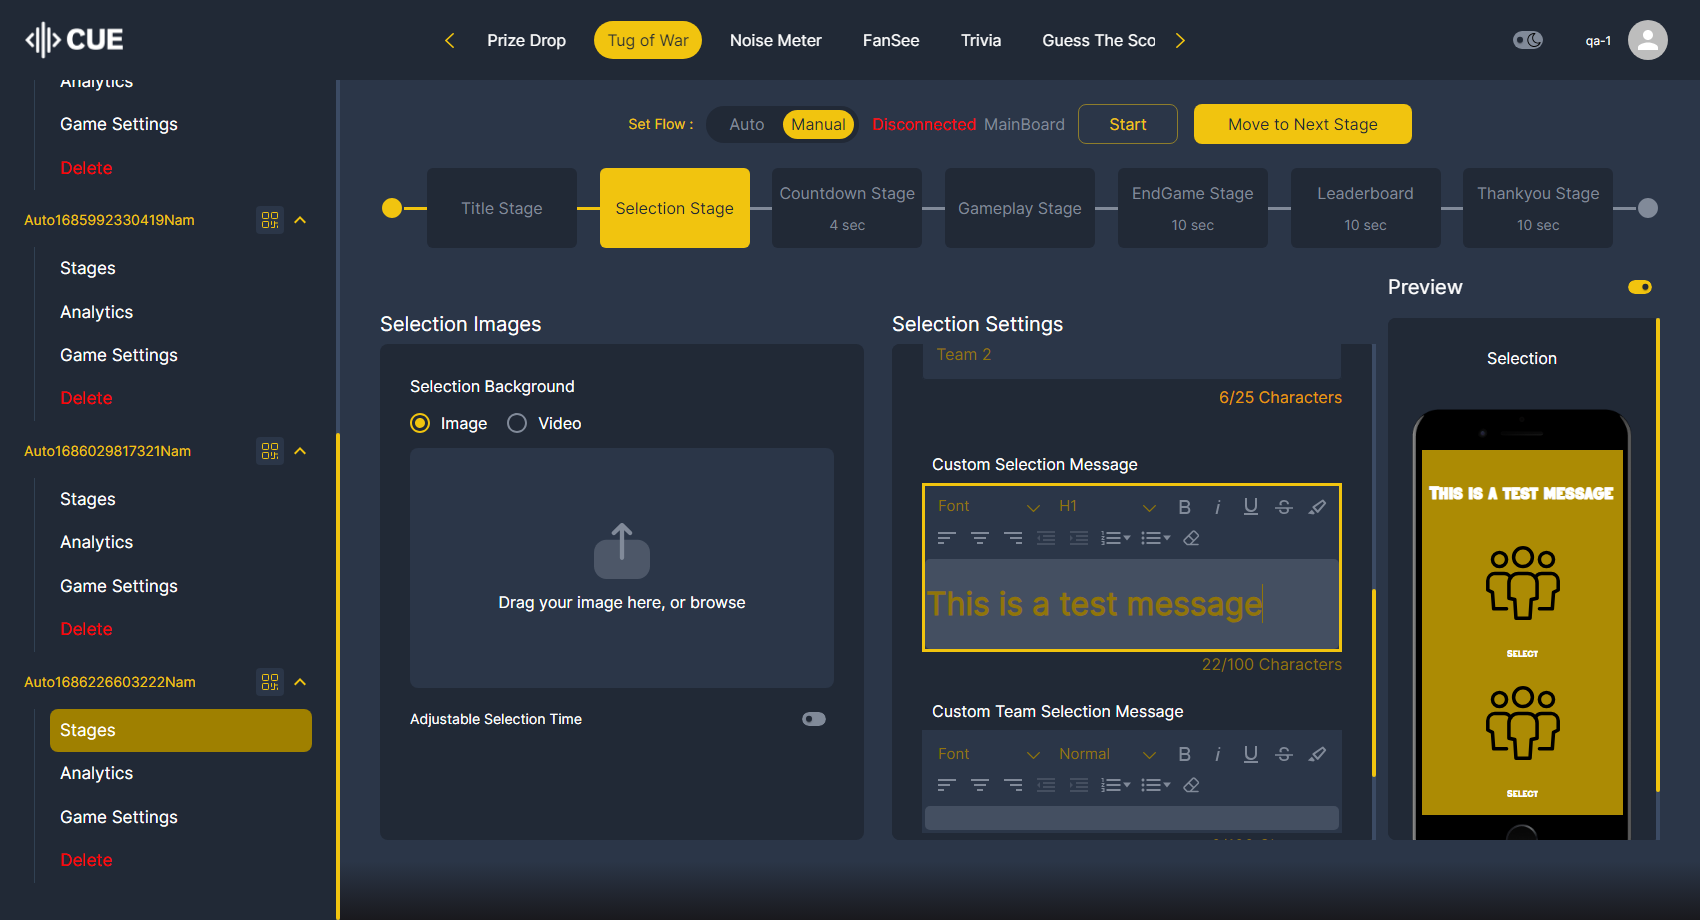 CUE
Prize Drop
Tug of War
Noise Meter
FanSee
Trivia
Guess The Sco
qa-1
Analytics
Game Settings
Delete
Auto1685992330419Nam
Stages
Analytics
Game Settings
Delete
Auto1686029817321Nam
Stages
Analytics
Game Settings
Delete
Auto1686226603222Nam
Stages
Analytics
Game Settings
Delete
Set Flow :
Auto
Manual
Disconnected MainBoard
Start
Move to Next Stage
Title Stage
Selection Stage
Countdown Stage
4 sec
Gameplay Stage
EndGame Stage
10 sec
Leaderboard
10 sec
Thankyou Stage
10 sec
Selection Images
Selection Background
Image
Video
Drag your image here, or browse
Adjustable Selection Time
Selection Settings
Team 2
6/25 Characters
Custom Selection Message
Font
H1
This is a test message
22/100 Characters
Custom Team Selection Message
Font
Normal
Preview
Selection
This is a test message
SELECT
SELECT